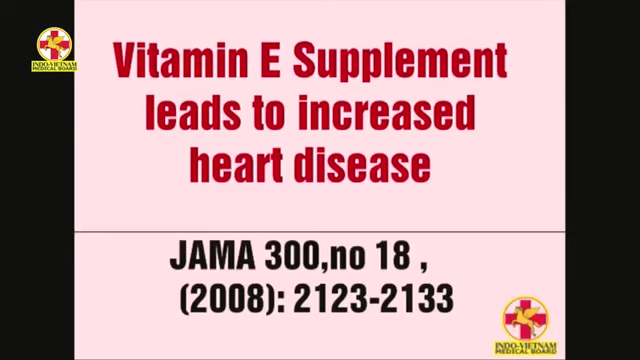 INDO-VIETNAM
MEDICAL BOARD
Vitamin E Supplement
leads to increased
heart disease
JAMA 300,no 18 ,
(2008): 2123-2133
INDO-VIETNAM
MEDICAL BOARD